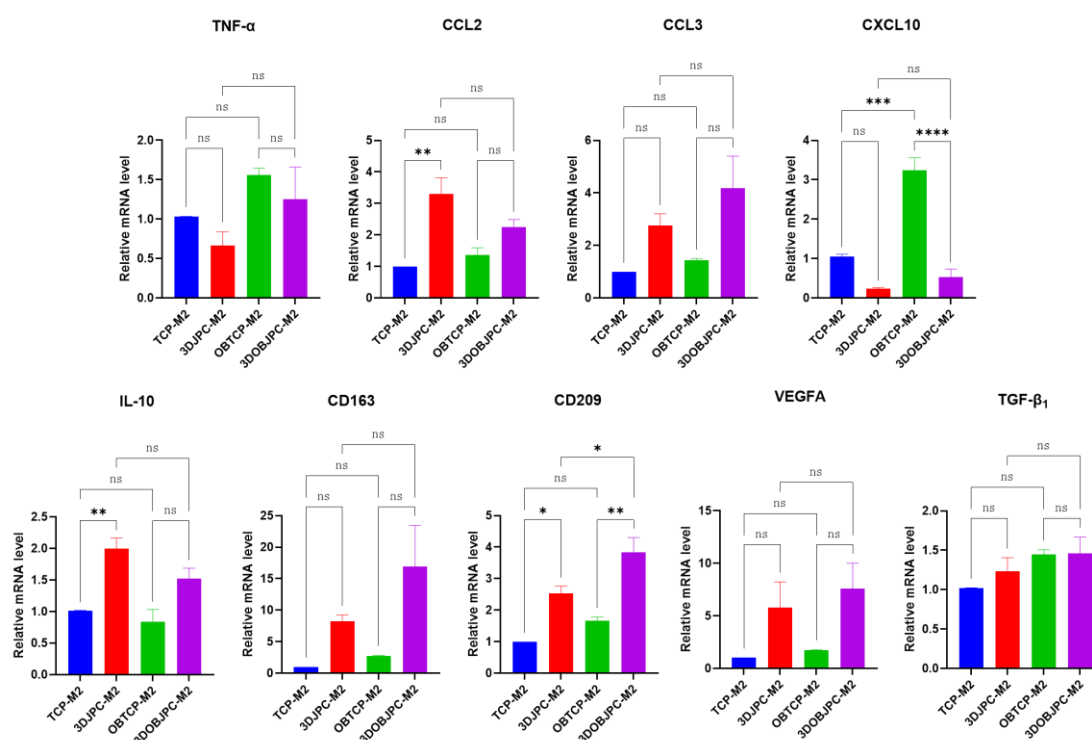 TNF-α
CCL2
CCL3
CXCL10
ns
ns
ns
ns
Relative mRNA level
2.0
1.5
1.0
0.5
0.0
TCP-M2
3DJPC-M2
OBTCP-M2
3DOBJPC-M2
ns
ns
**
ns
Relative mRNA level
5
4
3
2
1
0
TCP-M2
3DJPC-M2
OBTCP-M2
3DOBJPC-M2
ns
ns
ns
ns
Relative mRNA level
6
4
2
0
TCP-M2
3DJPC-M2
OBTCP-M2
3DOBJPC-M2
ns
***
ns
****
Relative mRNA level
4
3
2
1
0
TCP-M2
3DJPC-M2
OBTCP-M2
3DOBJPC-M2
IL-10
CD163
CD209
VEGFA
TGF-β₁
ns
ns
**
ns
Relative mRNA level
2.5
2.0
1.5
1.0
0.5
0.0
TCP-M2
3DJPC-M2
OBTCP-M2
3DOBJPC-M2
ns
ns
ns
ns
Relative mRNA level
25
20
15
10
5
0
TCP-M2
3DJPC-M2
OBTCP-M2
3DOBJPC-M2
*
ns
*
**
Relative mRNA level
5
4
3
2
1
0
TCP-M2
3DJPC-M2
OBTCP-M2
3DOBJPC-M2
ns
ns
ns
ns
Relative mRNA level
15
10
5
0
TCP-M2
3DJPC-M2
OBTCP-M2
3DOBJPC-M2
ns
ns
ns
ns
Relative mRNA level
2.0
1.5
1.0
0.5
0.0
TCP-M2
3DJPC-M2
OBTCP-M2
3DOBJPC-M2